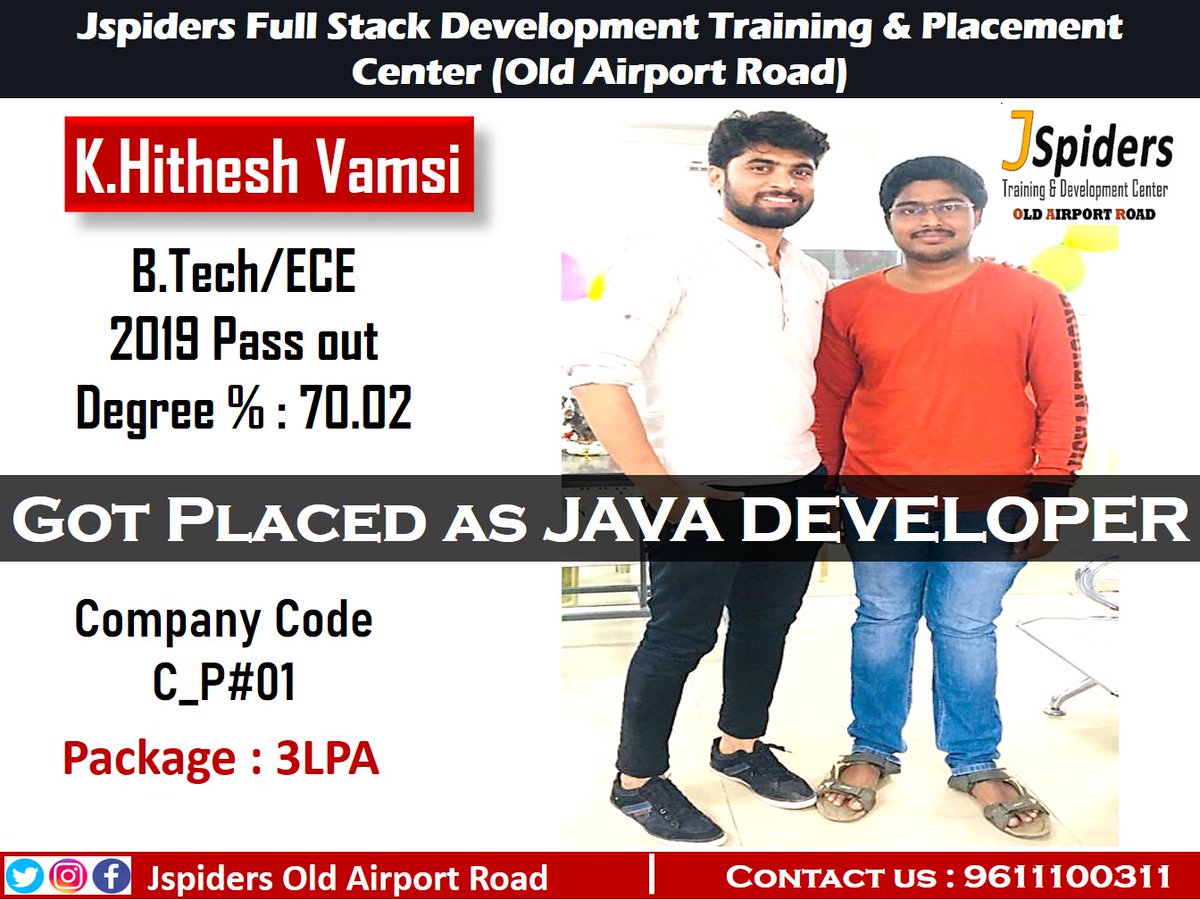 Jspiders Full Stack Development Training & Placement
Center (Old Airport Road)
K.Hithesh Vamsi
JSpiders
Training & Development Center
OLD AIRPORT ROAD
B.Tech/ECE
2019 Pass out
Degree % : 70.02
GOT PLACED AS JAVA DEVELOPER
Company Code
C_P#01
Package : 3LPA
Jspiders Old Airport Road
CONTACT US : 9611100311